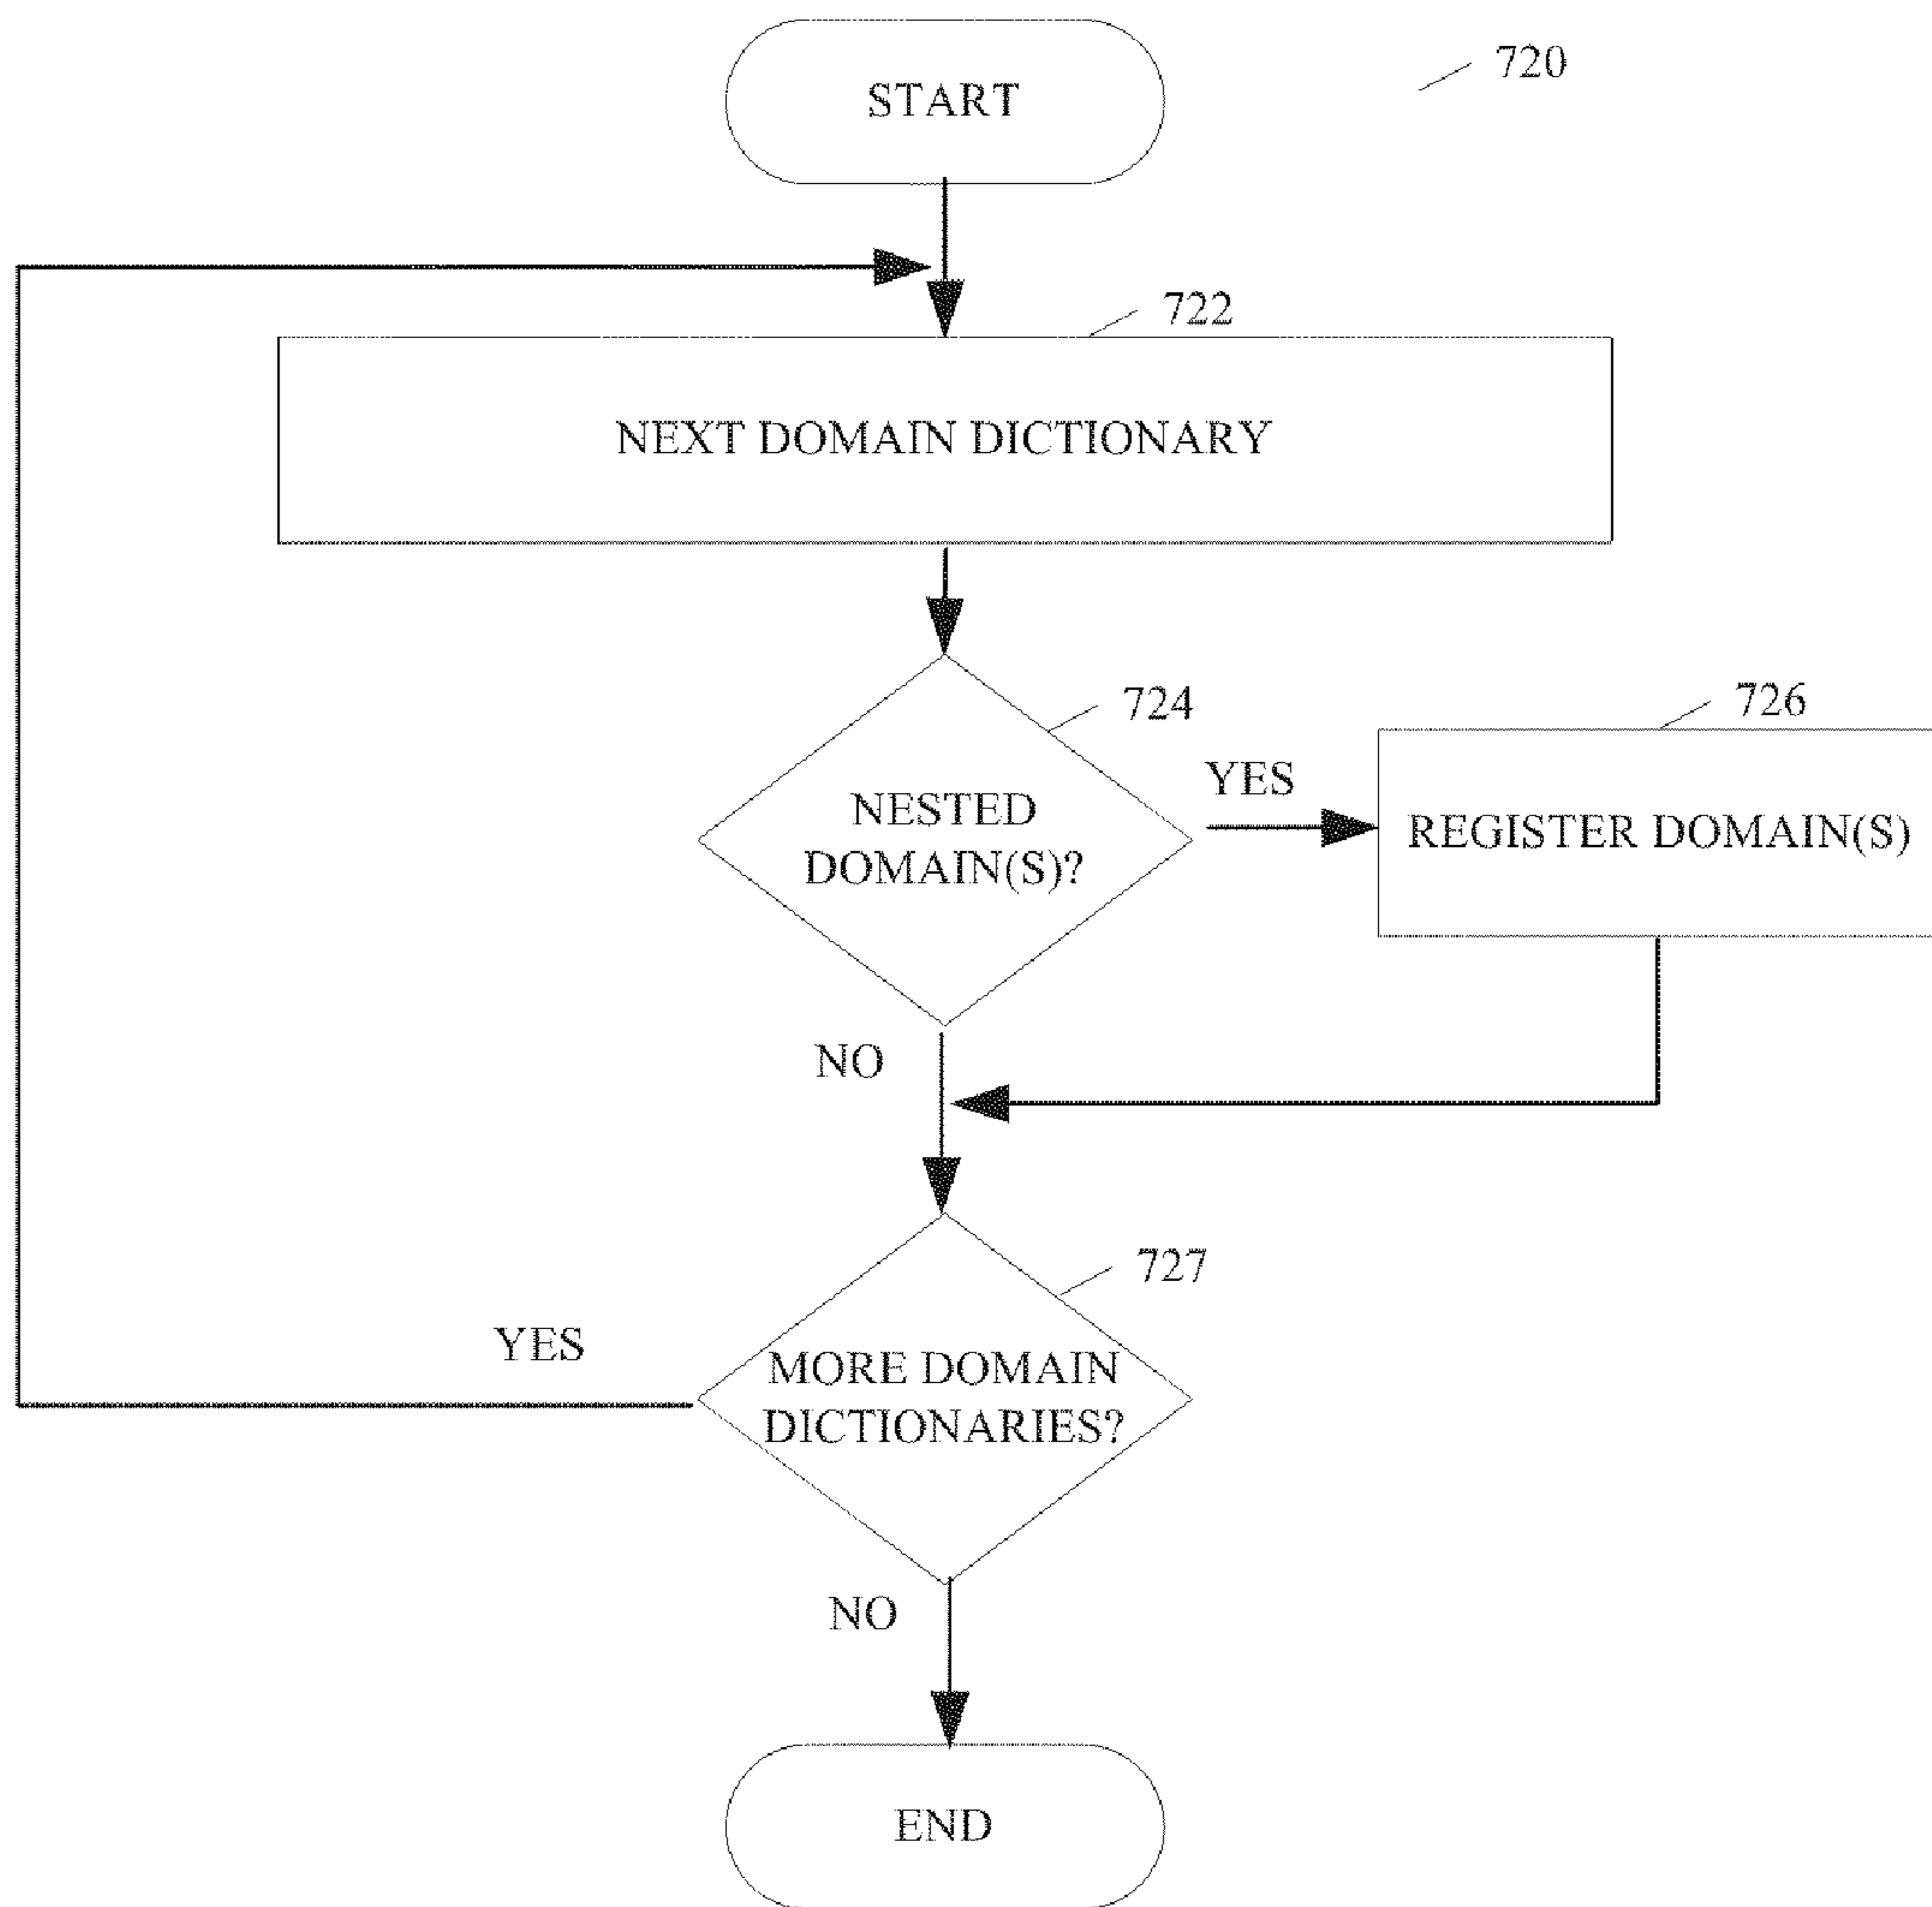 START
720
722
NEXT DOMAIN DICTIONARY
724
726
YES
NESTED
DOMAIN(S)?
REGISTER DOMAIN(S)
NO
727
YES
MORE DOMAIN
DICTIONARIES?
NO
END